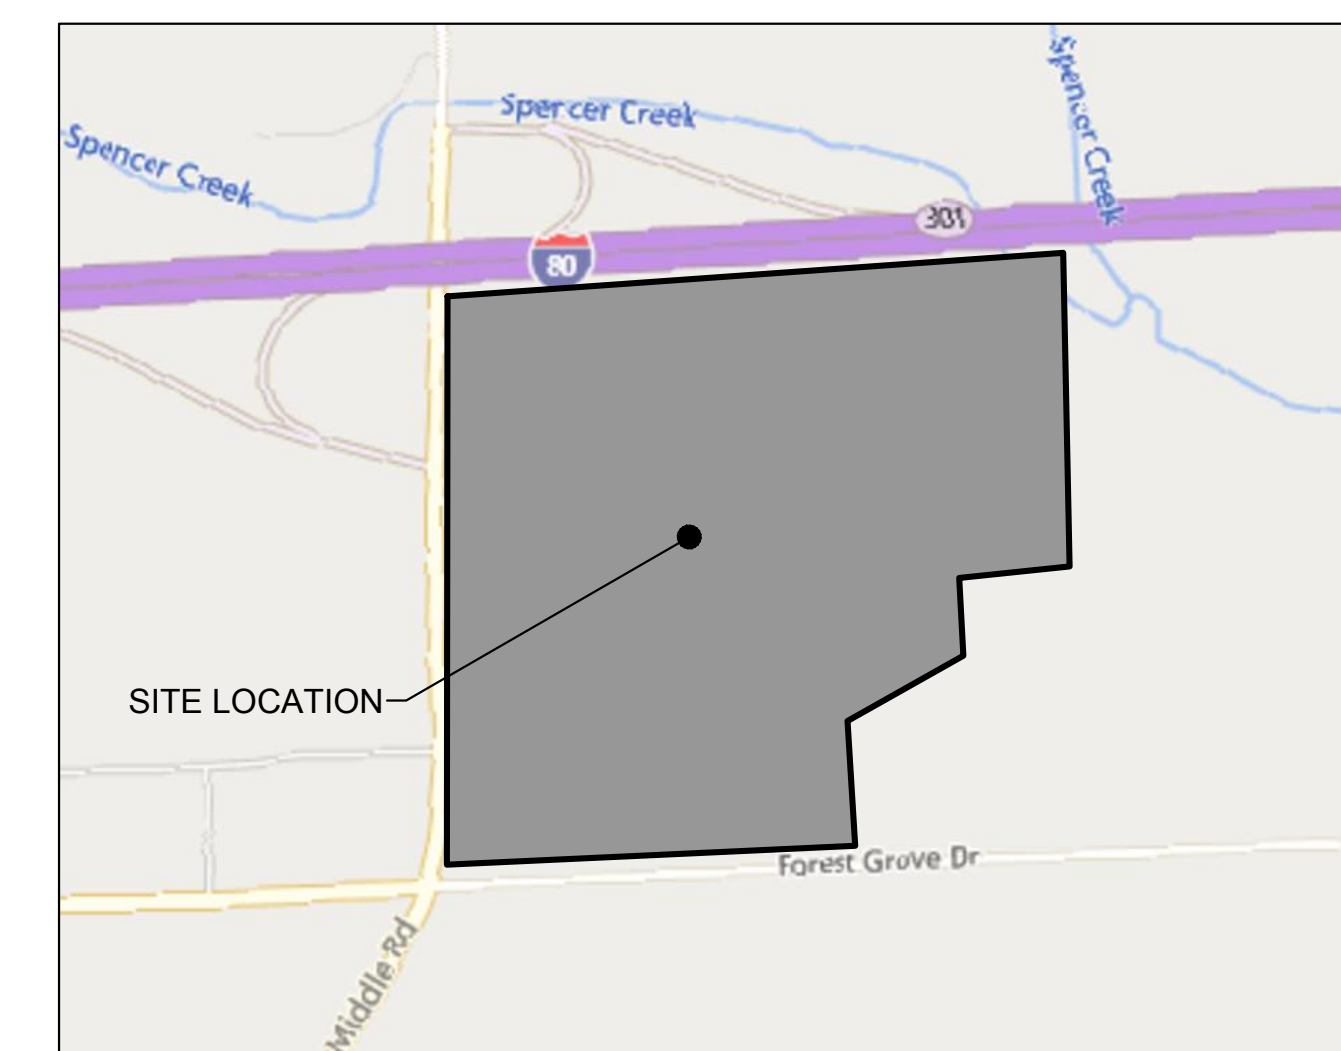 Spencer Creek
Spencer Creek
Spencer Creek
301
80
SITE LOCATION
Forest Grove Dr
Middle Rd